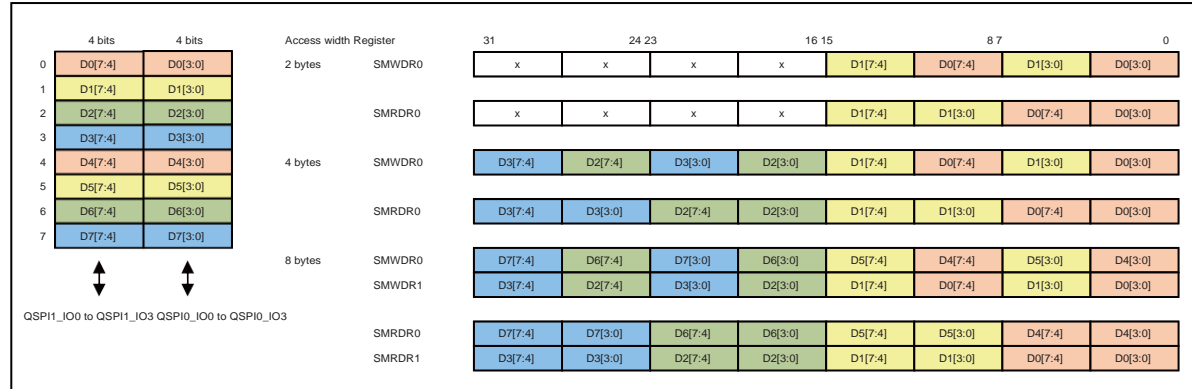 4 bits 4 bits Access width Register 31 24 23 16 15 8 7 0
0 D0[7:4] D0[3:0] 2 bytes SMWDR0 x x x x D1[7:4] D0[7:4] D1[3:0] D0[3:0]
1 D1[7:4] D1[3:0]
2 D2[7:4] D2[3:0] SMRDR0 x x x x D1[7:4] D1[3:0] D0[7:4] D0[3:0]
3 D3[7:4] D3[3:0]
4 D4[7:4] D4[3:0] 4 bytes SMWDR0 D3[7:4] D2[7:4] D3[3:0] D2[3:0] D1[7:4] D0[7:4] D1[3:0] D0[3:0]
5 D5[7:4] D5[3:0]
6 D6[7:4] D6[3:0] SMRDR0 D3[7:4] D3[3:0] D2[7:4] D2[3:0] D1[7:4] D1[3:0] D0[7:4] D0[3:0]
7 D7[7:4] D7[3:0]
8 bytes SMWDR0 D7[7:4] D6[7:4] D7[3:0] D6[3:0] D5[7:4] D4[7:4] D5[3:0] D4[3:0]
SMWDR1 D3[7:4] D2[7:4] D3[3:0] D2[3:0] D1[7:4] D0[7:4] D1[3:0] D0[3:0]
QSPI1_IO0 to QSPI1_IO3 QSPI0_IO0 to QSPI0_IO3
SMRDR0 D7[7:4] D7[3:0] D6[7:4] D6[3:0] D5[7:4] D5[3:0] D4[7:4] D4[3:0]
SMRDR1 D3[7:4] D3[3:0] D2[7:4] D2[3:0] D1[7:4] D1[3:0] D0[7:4] D0[3:0]